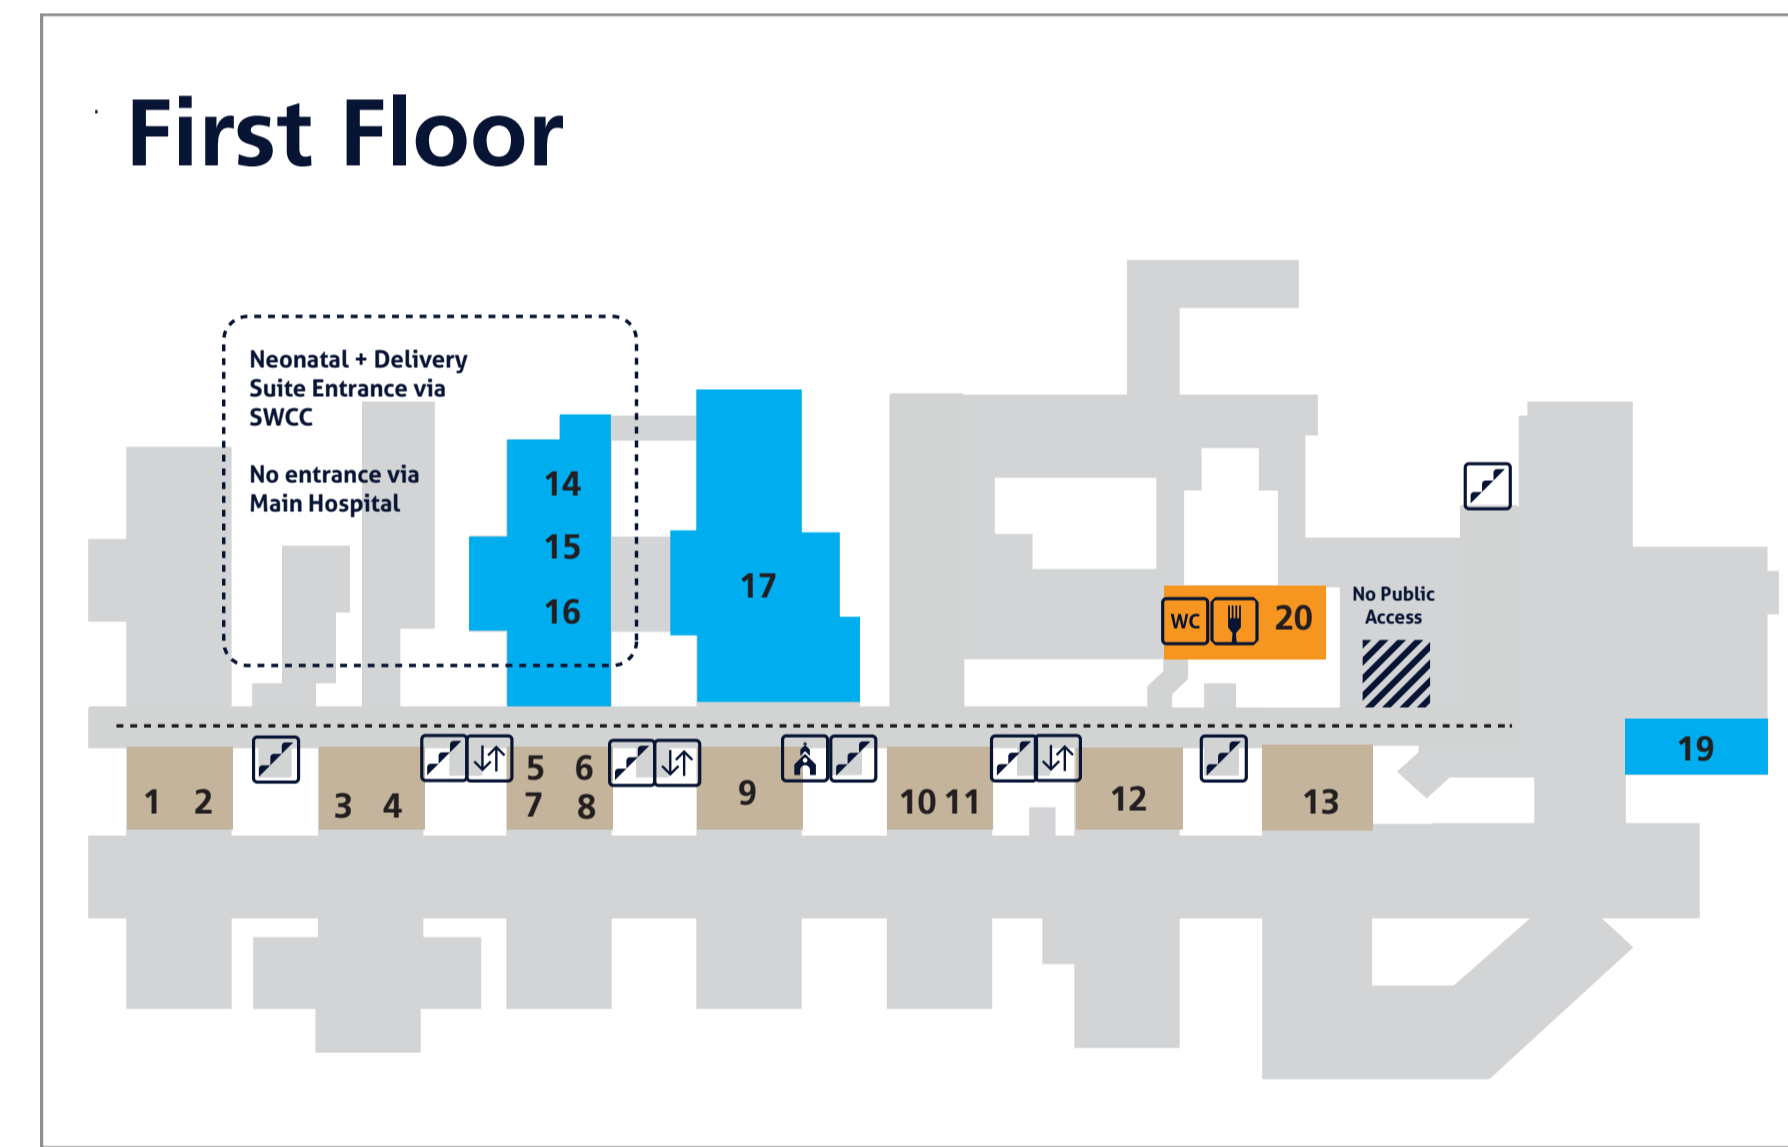 First Floor
Neonatal + Delivery
Suite Entrance via
SWCC
No entrance via
Main Hospital
14
15
16
17
WC
20
No Public
Access
19
1 2
3 4
5 6
7 8
9
10 11
12
13